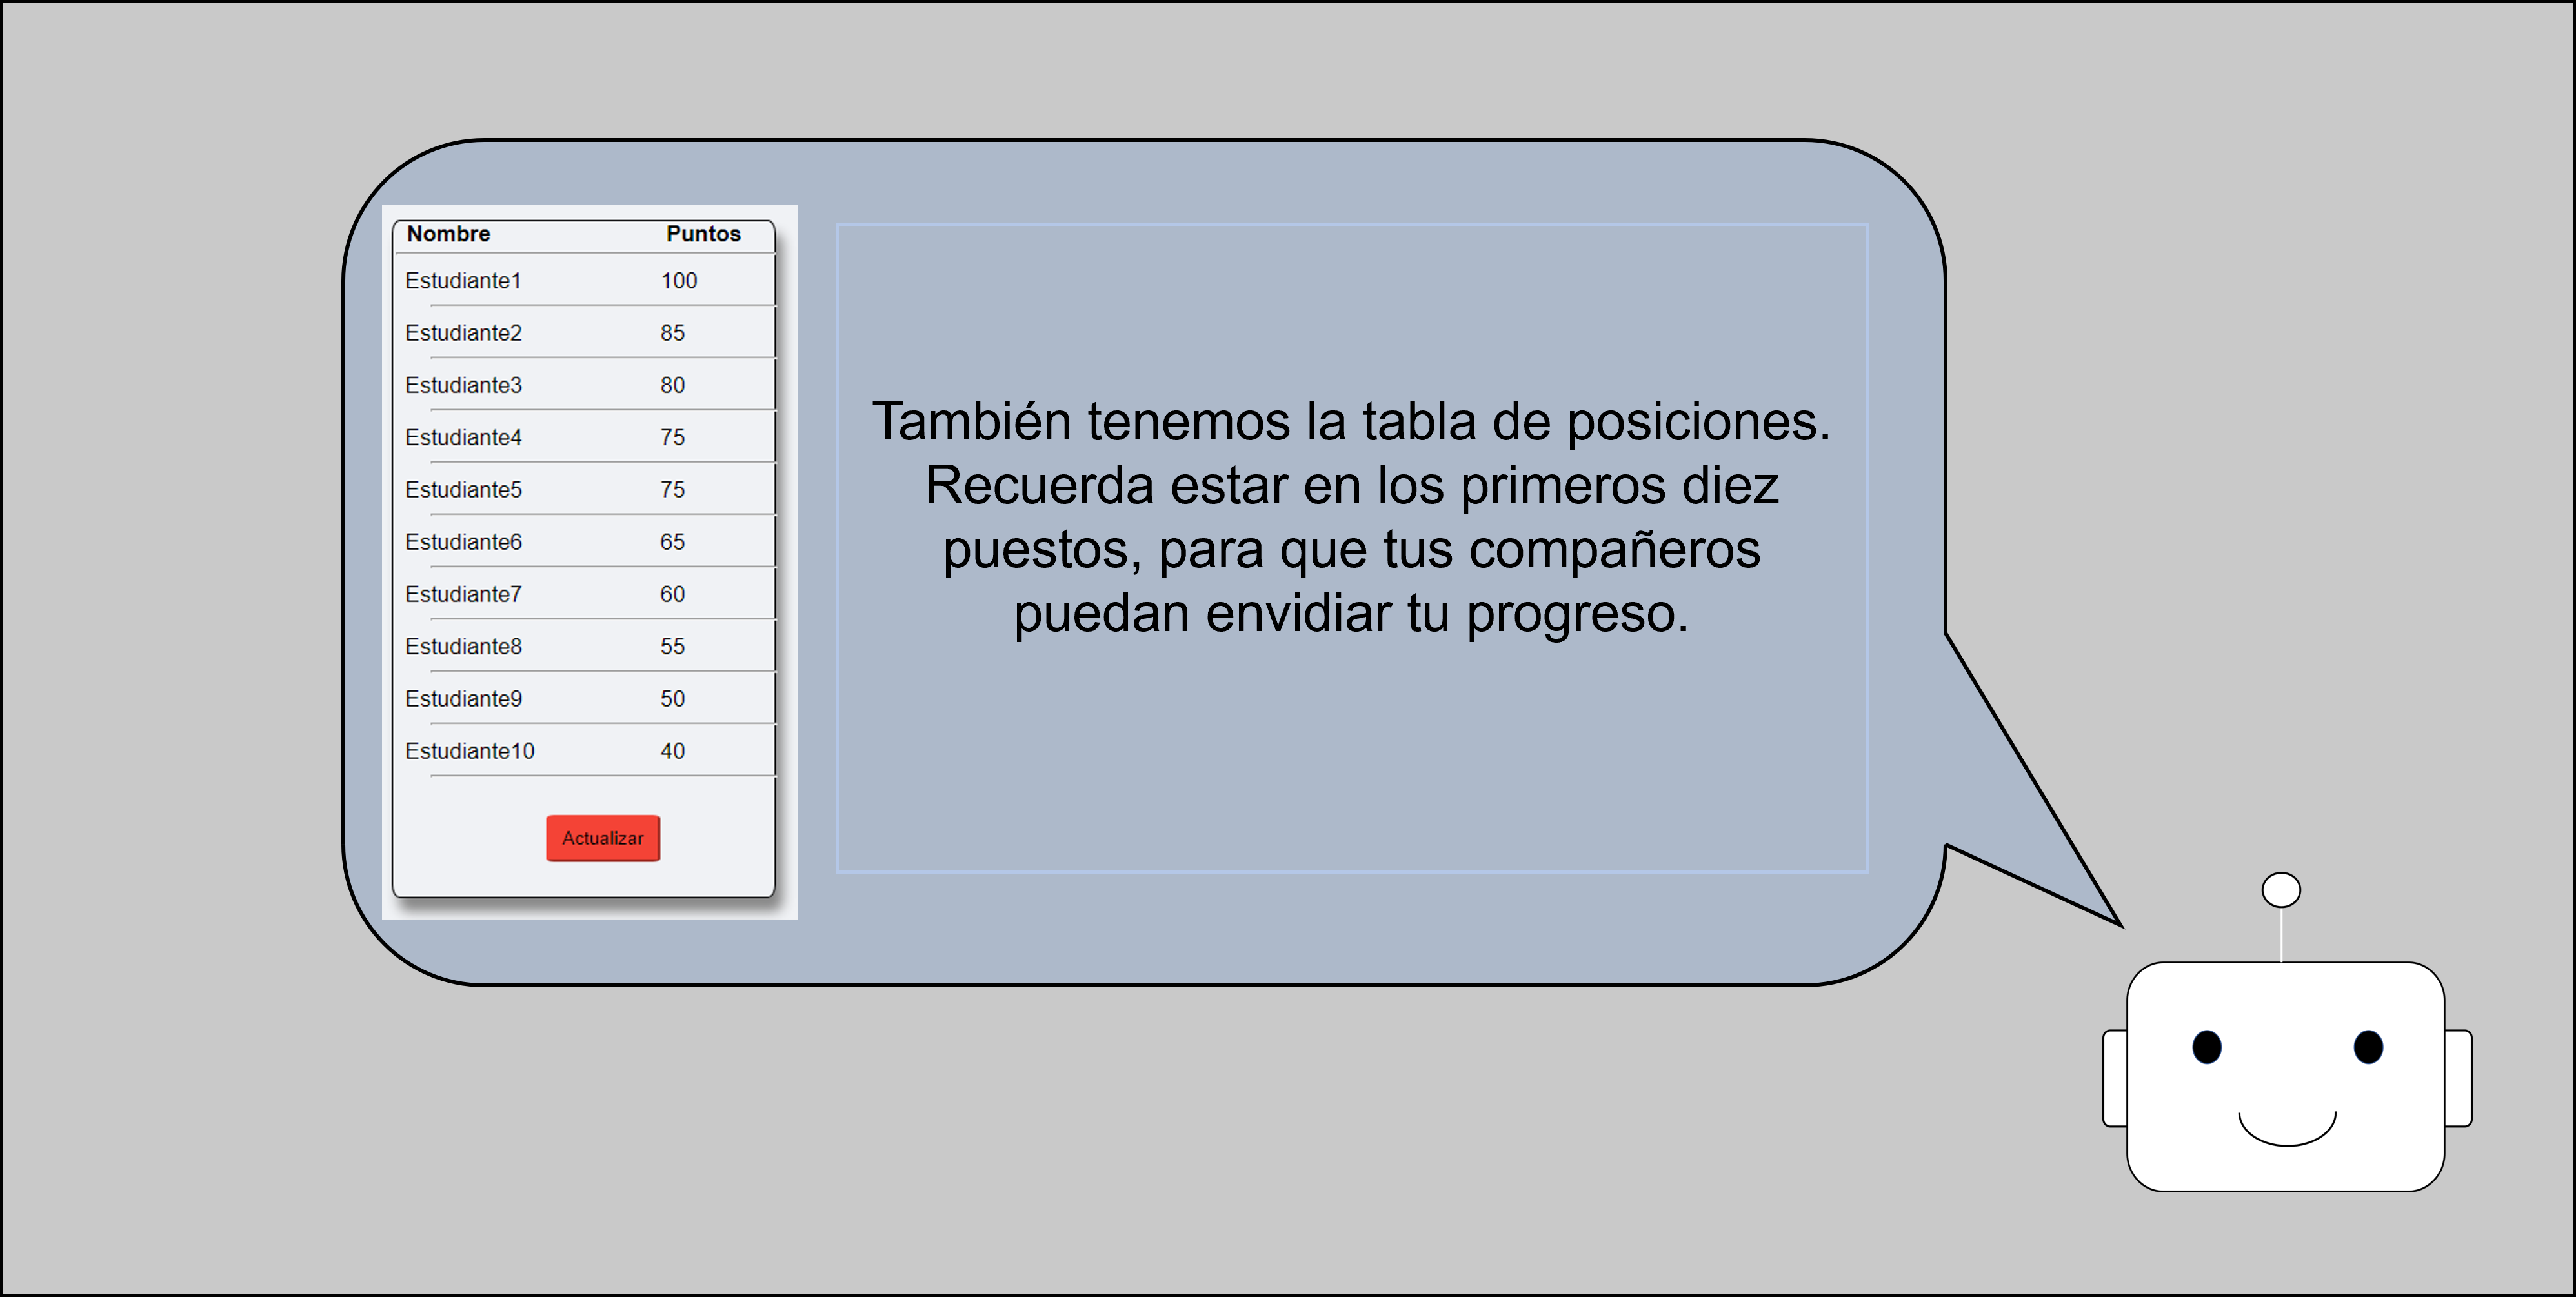 Nombre Puntos
Estudiante1 100
Estudiante2 85
Estudiante3 80
Estudiante4 75
Estudiante5 75
Estudiante6 65
Estudiante7 60
Estudiante8 55
Estudiante9 50
Estudiante10 40
Actualizar
También tenemos la tabla de posiciones.
Recuerda estar en los primeros diez
puestos, para que tus compañeros
puedan envidiar tu progreso.